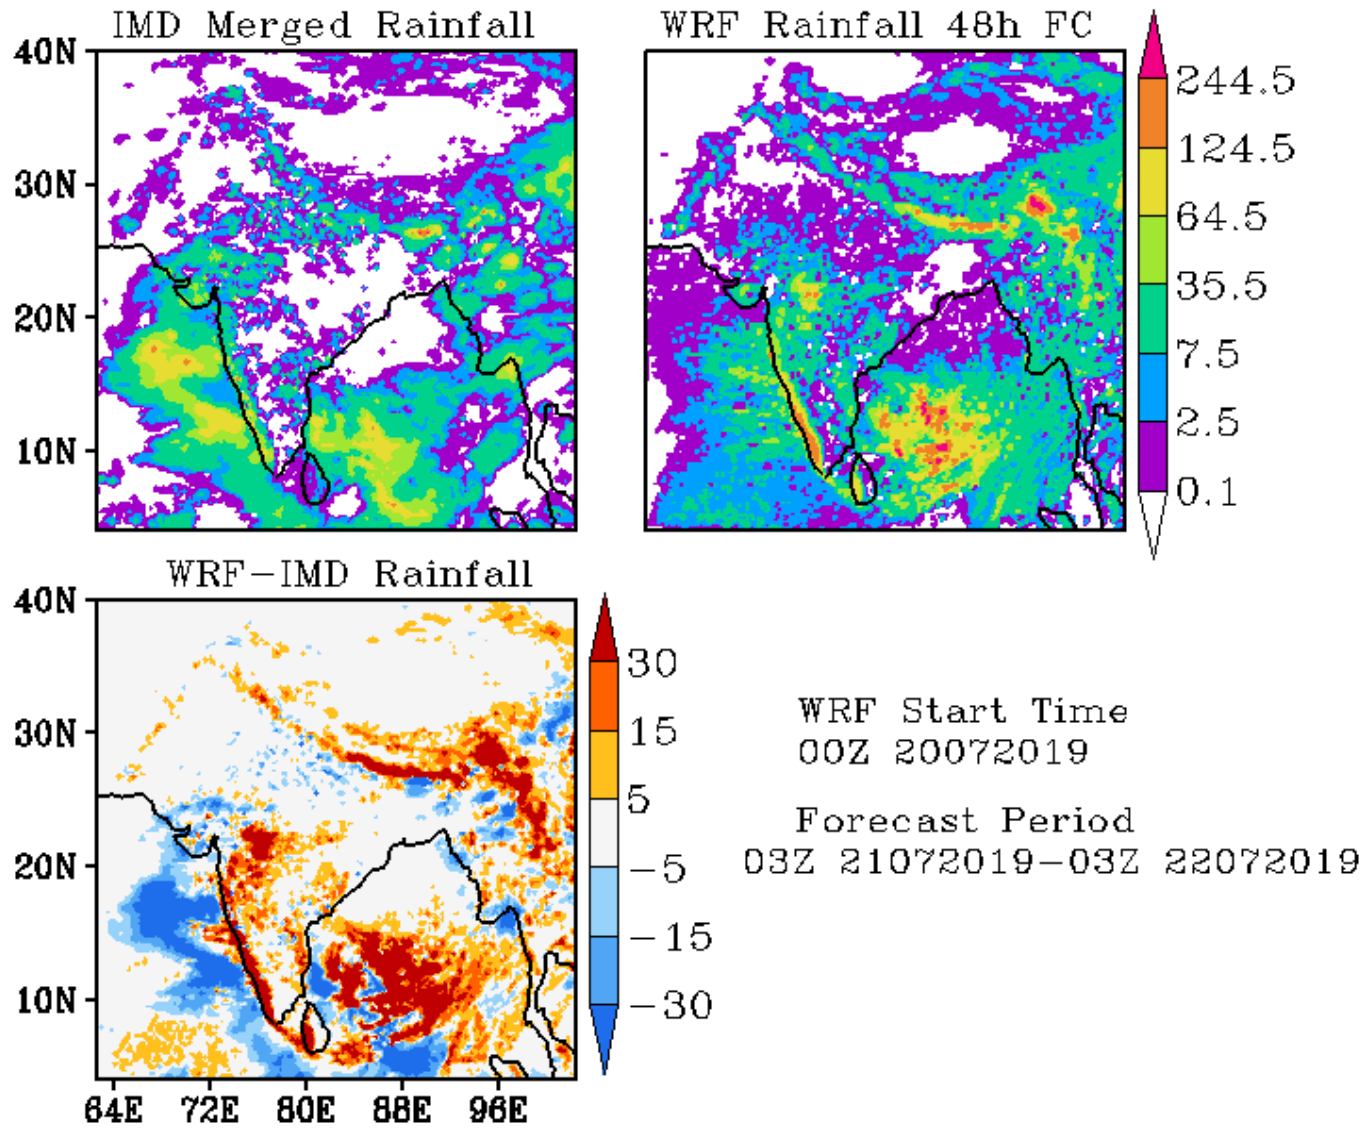 IMD Merged Rainfall
WRF Rainfall 48h FC
40N
30N
20N
10N
244.5
124.5
64.5
35.5
7.5
2.5
0.1
WRF-IMD Rainfall
40N
30N
20N
10N
64E 72E 80E 88E 96E
30
15
5
-5
-15
-30
WRF Start Time
00Z 20072019
Forecast Period
03Z 21072019-03Z 22072019